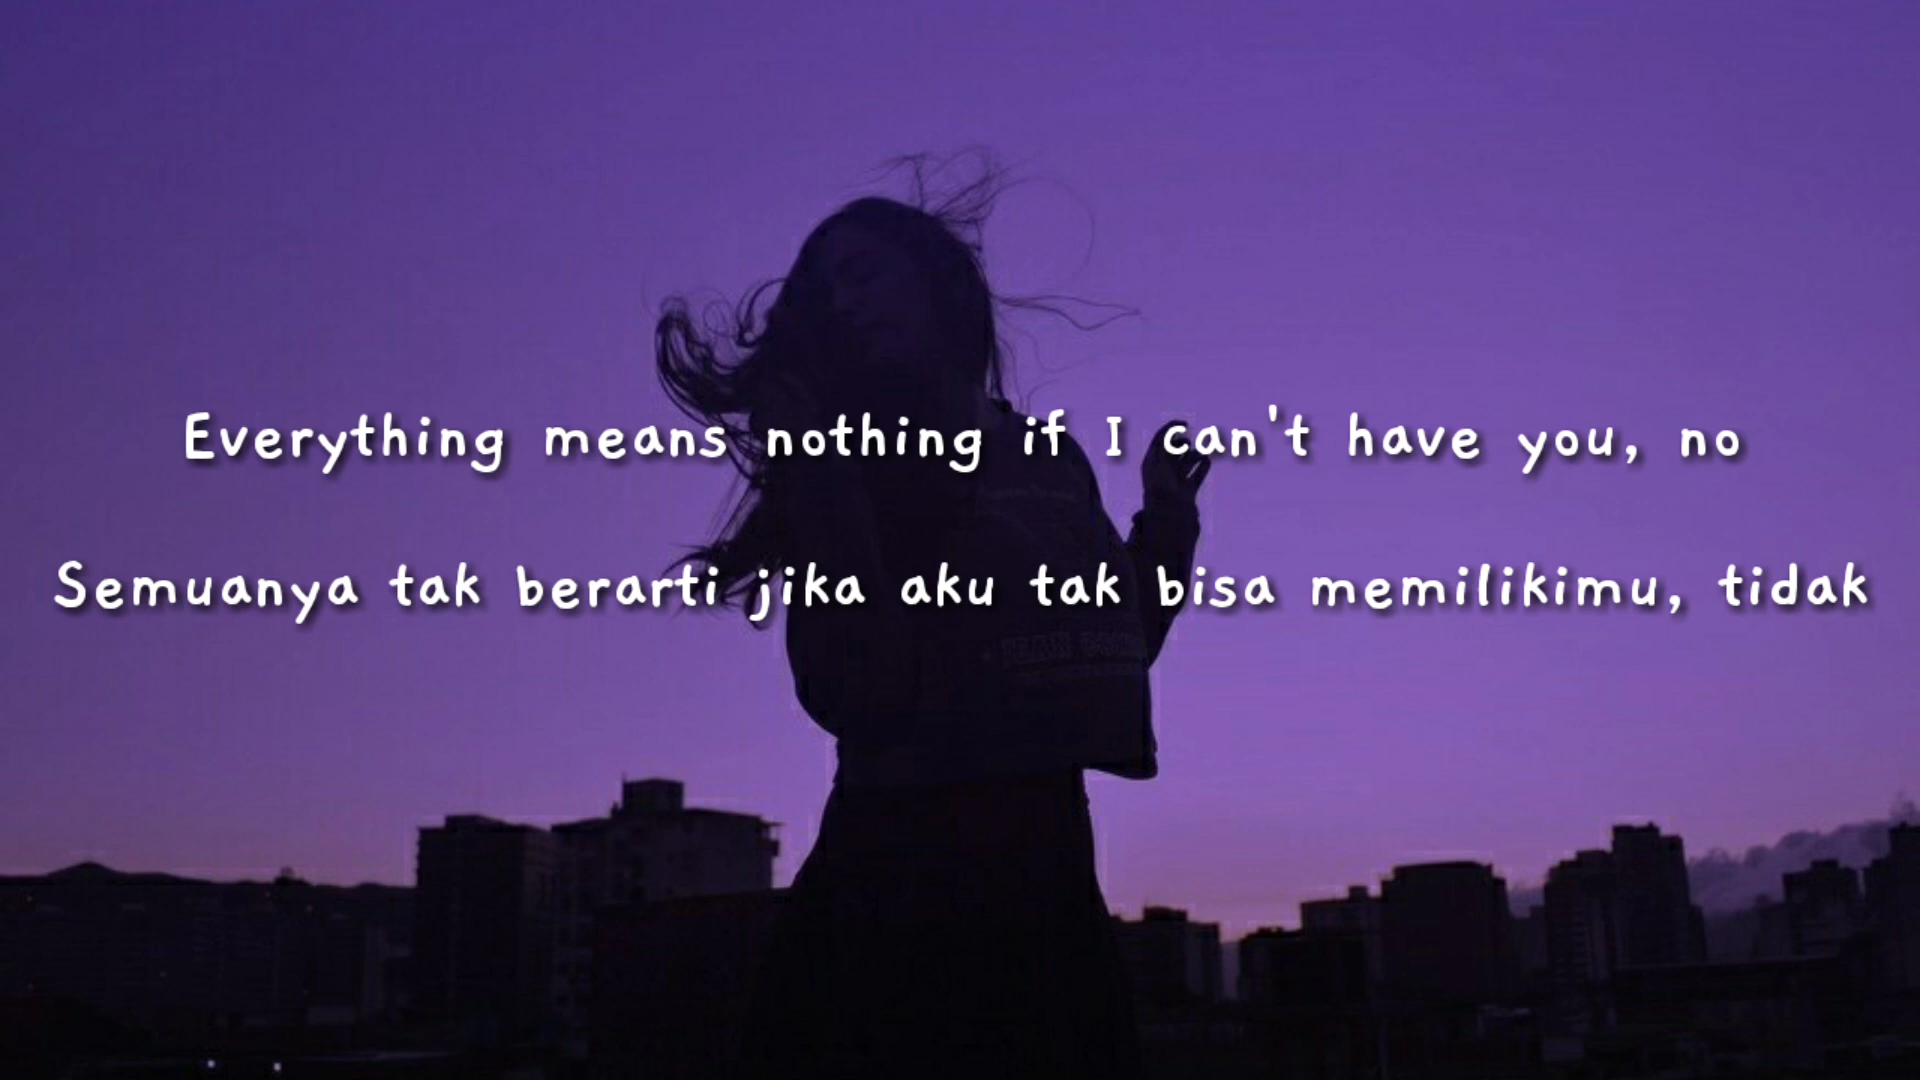 Everything means nothing if I can't have you, no
Semuanya tak berarti jika aku tak bisa memilikimu, tidak